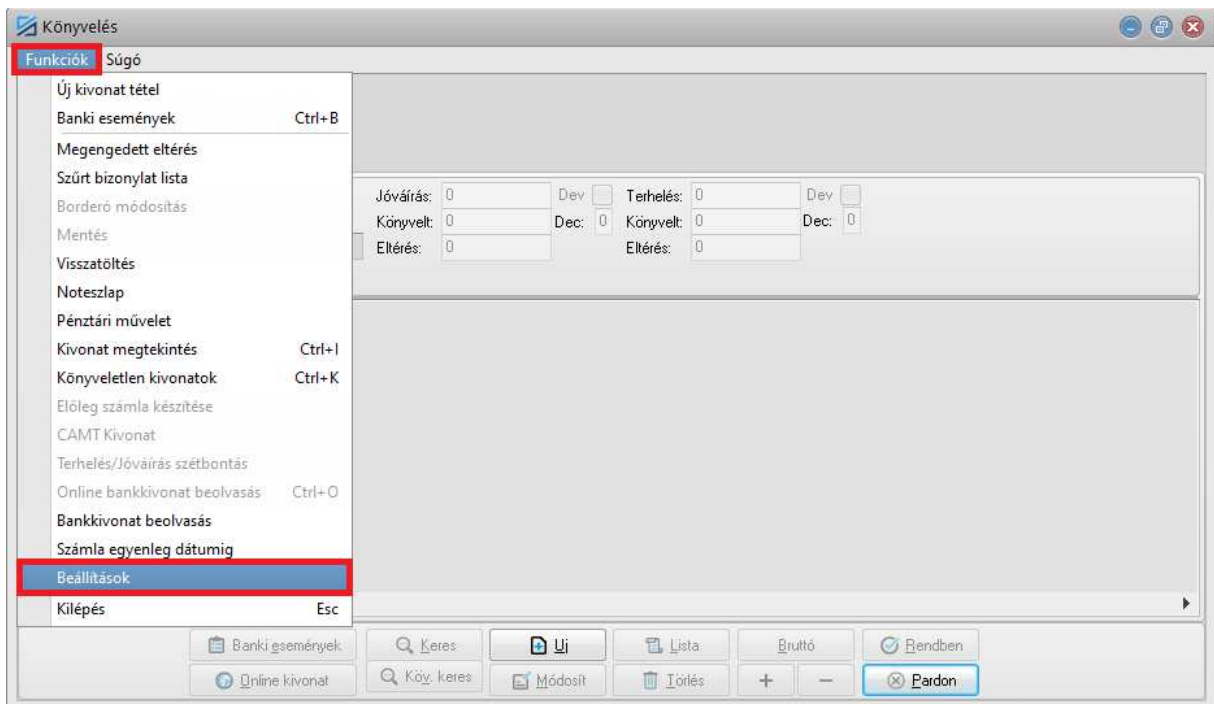 Könyvelés
Funkciók Súgó
Új kivonat tétel
Banki események Ctrl+B
Megengedett eltérés
Szűrt bizonylat lista
Borderó módosítás
Mentés
Visszatöltés
Noteszlap
Pénztári művelet
Kivonat megtekintés Ctrl+I
Könyveletlen kivonatok Ctrl+K
Előleg számla készítése
CAMT Kivonat
Terhelés/Jóváírás szétbontás
Online bankkivonat beolvasás Ctrl+O
Bankkivonat beolvasás
Számla egyenleg dátumig
Beállítások
Kilépés Esc
Jóváírás: 0 Dev Terhelés: 0 Dev
Könyvelt: 0 Dec: 0 Könyvelt: 0 Dec: 0
Eltérés: 0 Eltérés: 0
Banki események Keres Uj Lista Bruttó Rendben
Online kivonat Köv. keres Módosít Törlés + − Pardon